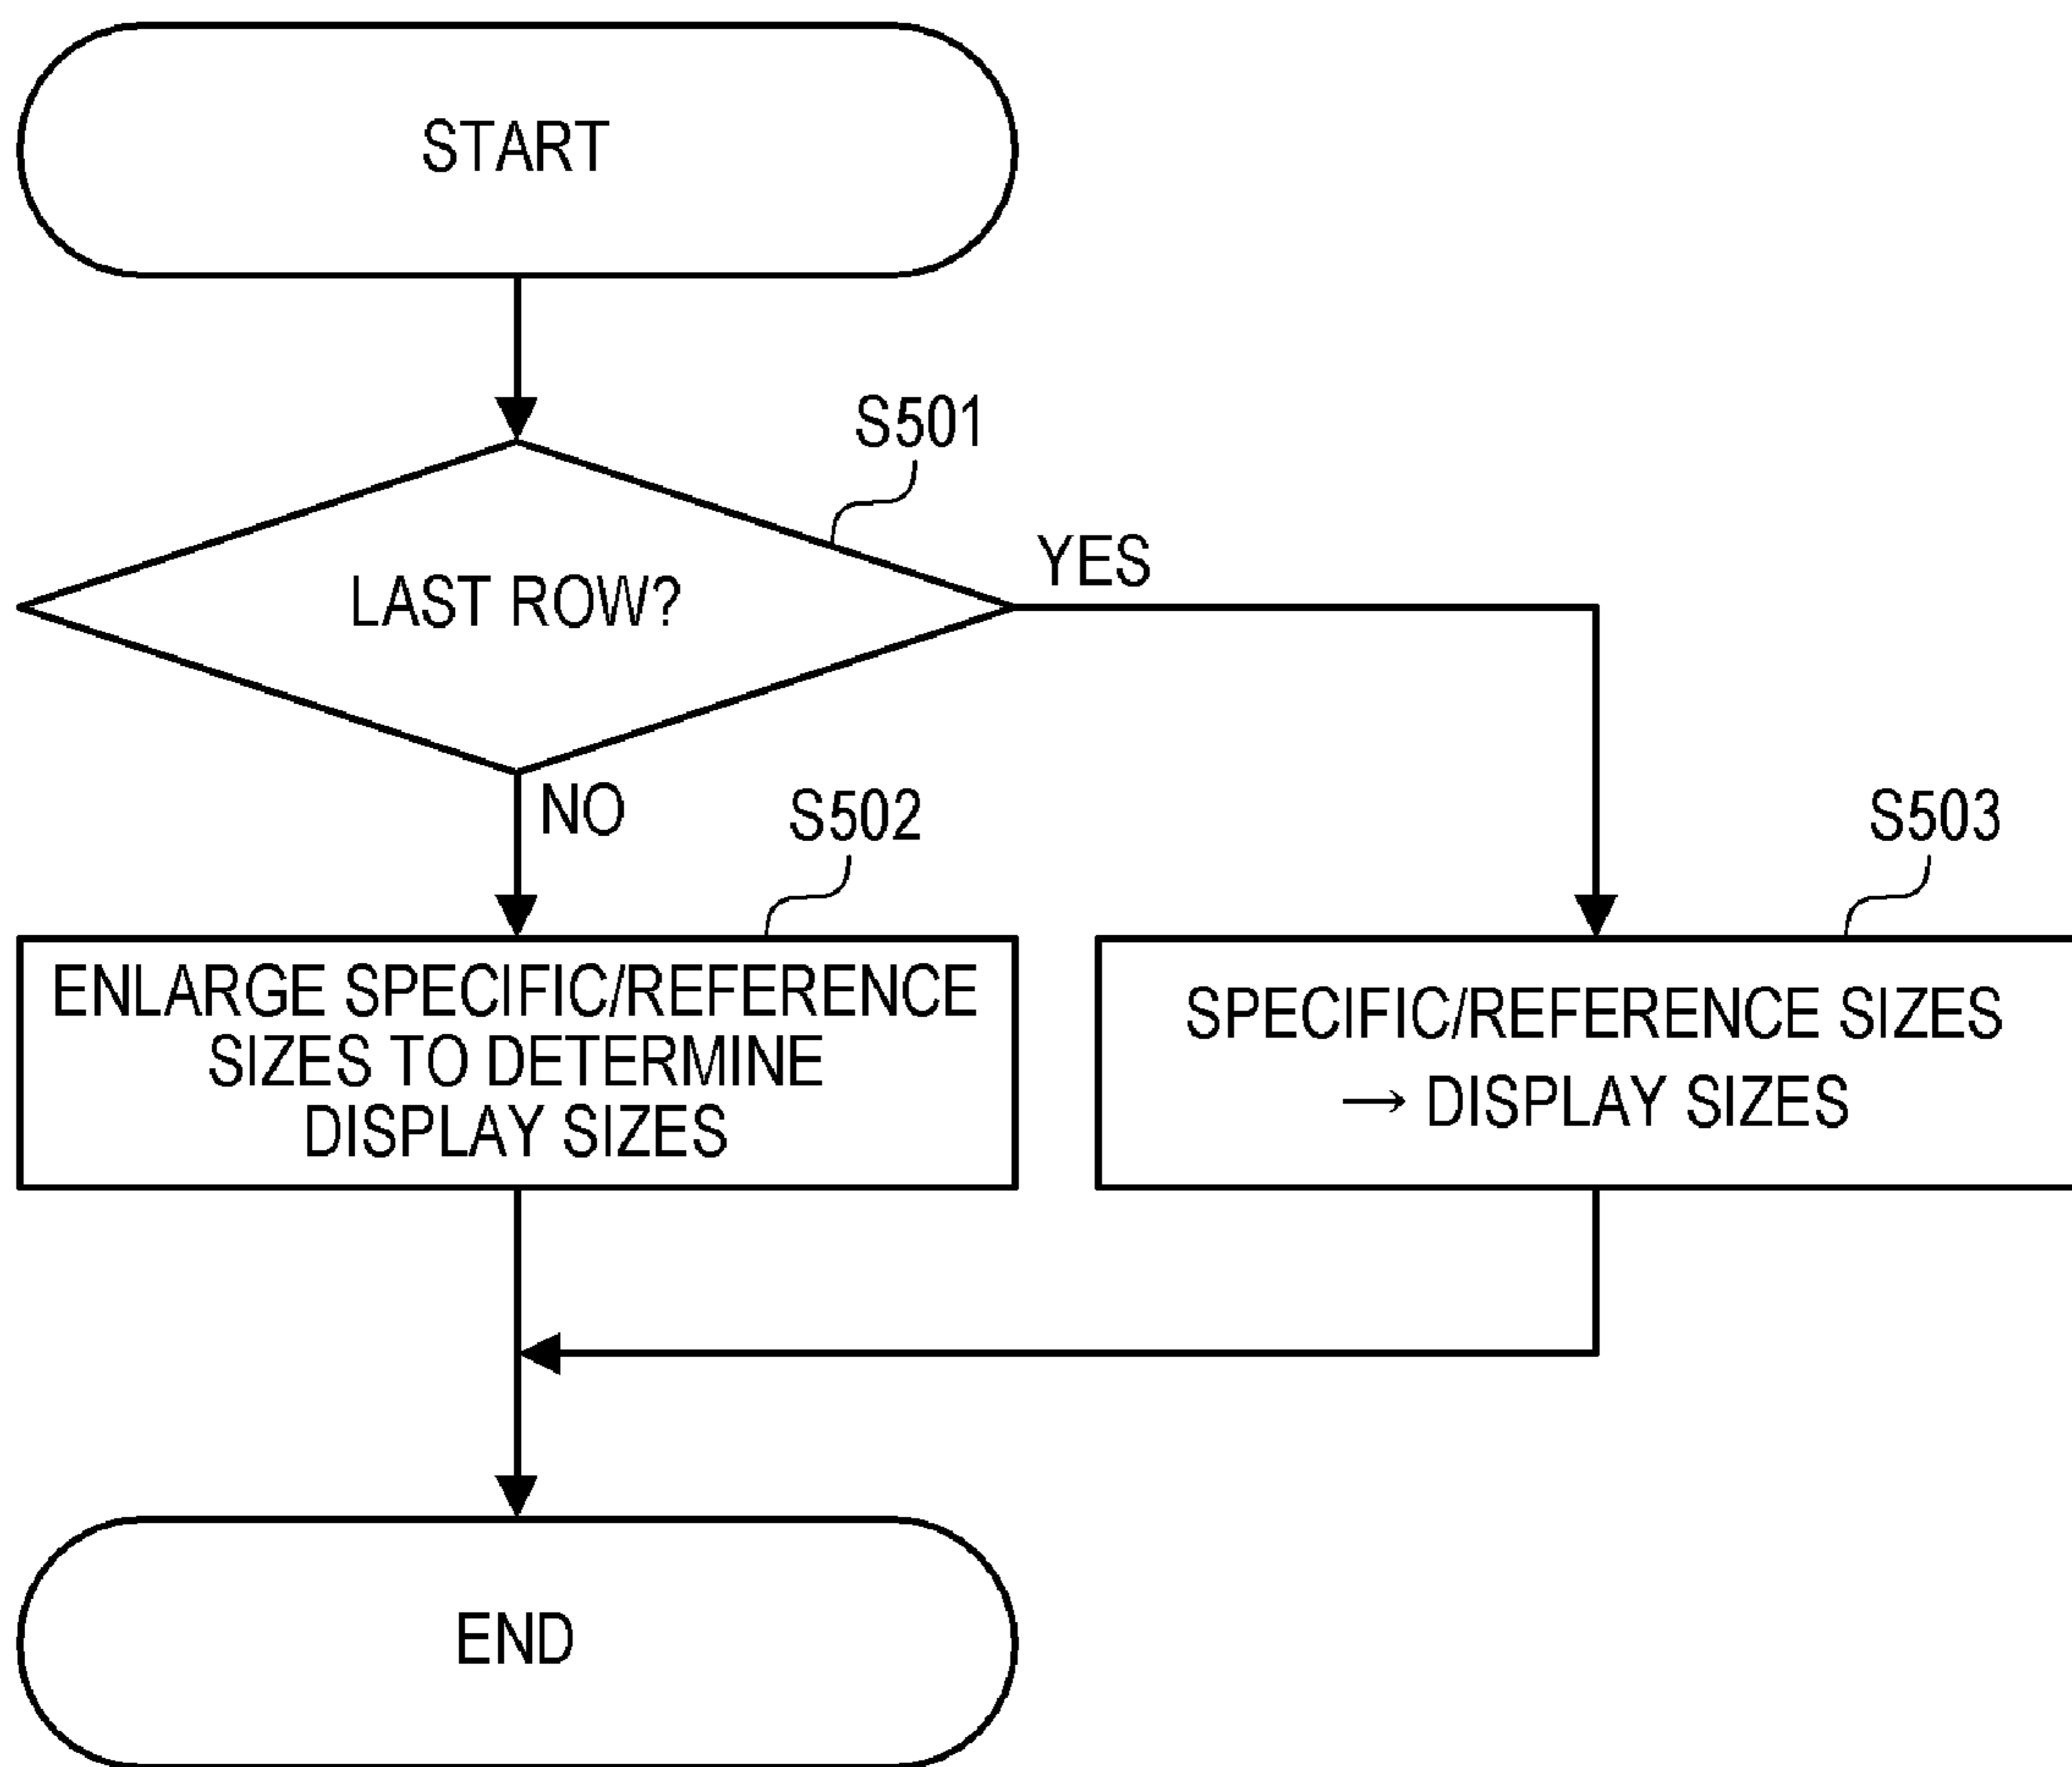 START
S501
LAST ROW?
YES
NO
S502
ENLARGE SPECIFIC/REFERENCE
SIZES TO DETERMINE
DISPLAY SIZES
S503
SPECIFIC/REFERENCE SIZES
→ DISPLAY SIZES
END